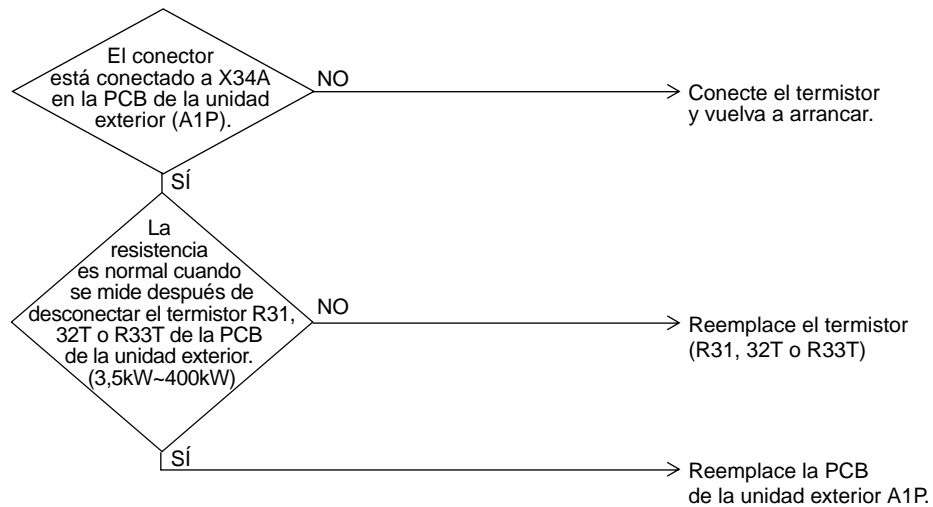 El conector
está conectado a X34A
en la PCB de la unidad
exterior (A1P).
NO
Conecte el termistor
y vuelva a arrancar.
SÍ
La
resistencia
es normal cuando
se mide después de
desconectar el termistor R31,
32T o R33T de la PCB
de la unidad exterior.
(3,5kW~400kW)
NO
Reemplace el termistor
(R31, 32T o R33T)
SÍ
Reemplace la PCB
de la unidad exterior A1P.